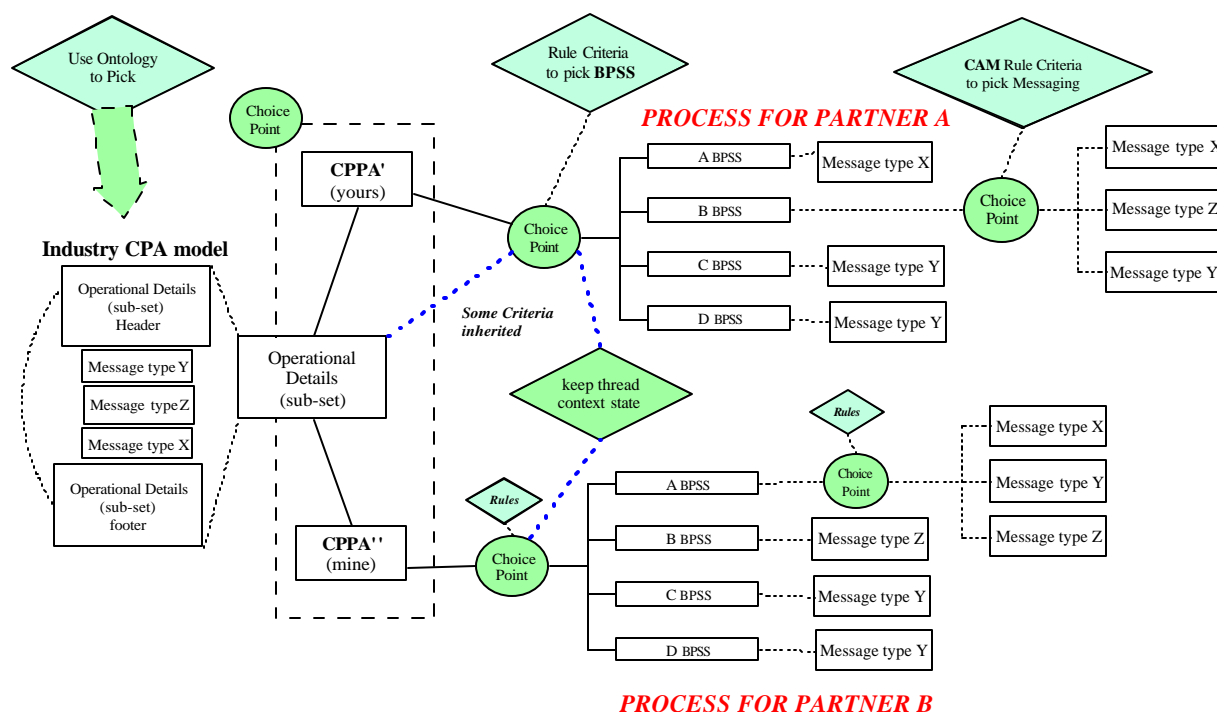 Use Ontology
to Pick
Rule Criteria
to pick BPSS
CAM Rule Criteria
to pick Messaging
Choice
Point
PROCESS FOR PARTNER A
CPPA'
(yours)
A BPSS
Message type X
B BPSS
C BPSS
Message type Y
D BPSS
Message type Y
Choice
Point
Choice
Point
Message type X
Message type Z
Message type Y
Industry CPA model
Operational Details
(sub-set)
Header
Message type Y
Message type Z
Message type X
Operational Details
(sub-set)
footer
Operational
Details
(sub-set)
Some Criteria
inherited
keep thread
context state
CPPA''
(mine)
Rules
Choice
Point
A BPSS
B BPSS
Message type Z
C BPSS
Message type Y
D BPSS
Message type Y
Rules
Choice
Point
Message type X
Message type Y
Message type Z
PROCESS FOR PARTNER B